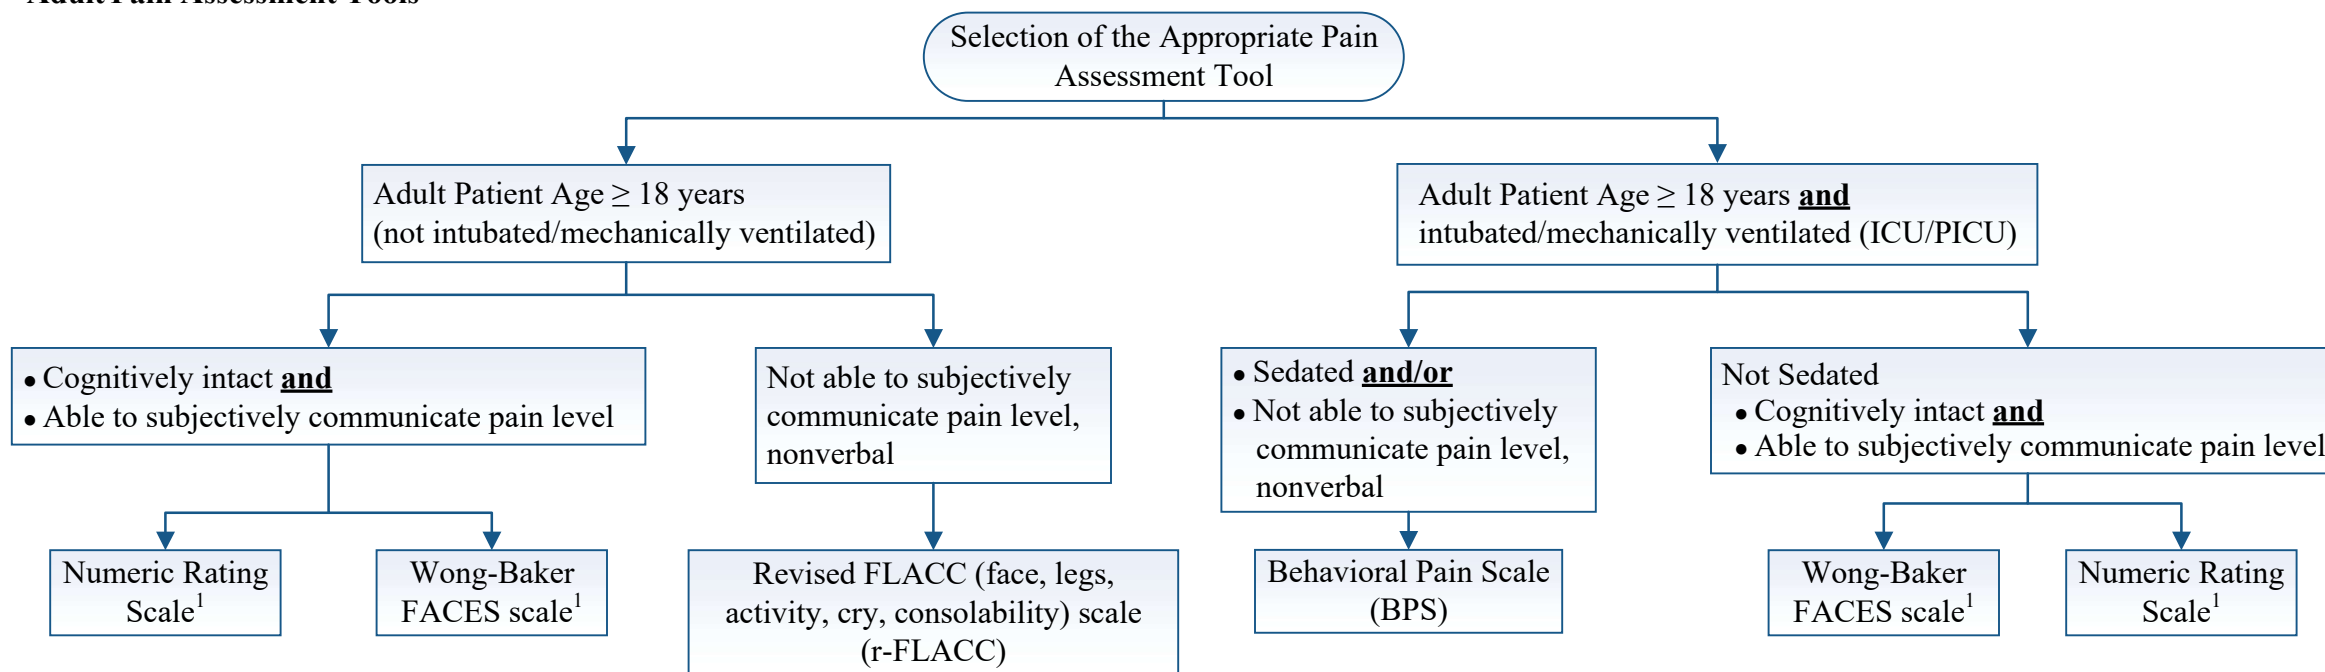 Adult Pain Assessment Tools
Selection of the Appropriate Pain
Assessment Tool
Adult Patient Age ≥ 18 years
(not intubated/mechanically ventilated)
Adult Patient Age ≥ 18 years and
intubated/mechanically ventilated (ICU/PICU)
• Cognitively intact and
• Able to subjectively communicate pain level
Not able to subjectively
communicate pain level,
nonverbal
• Sedated and/or
• Not able to subjectively
communicate pain level,
nonverbal
Not Sedated
• Cognitively intact and
• Able to subjectively communicate pain level
Numeric Rating
Scale¹
Wong-Baker
FACES scale¹
Revised FLACC (face, legs,
activity, cry, consolability) scale
(r-FLACC)
Behavioral Pain Scale
(BPS)
Wong-Baker
FACES scale¹
Numeric Rating
Scale¹